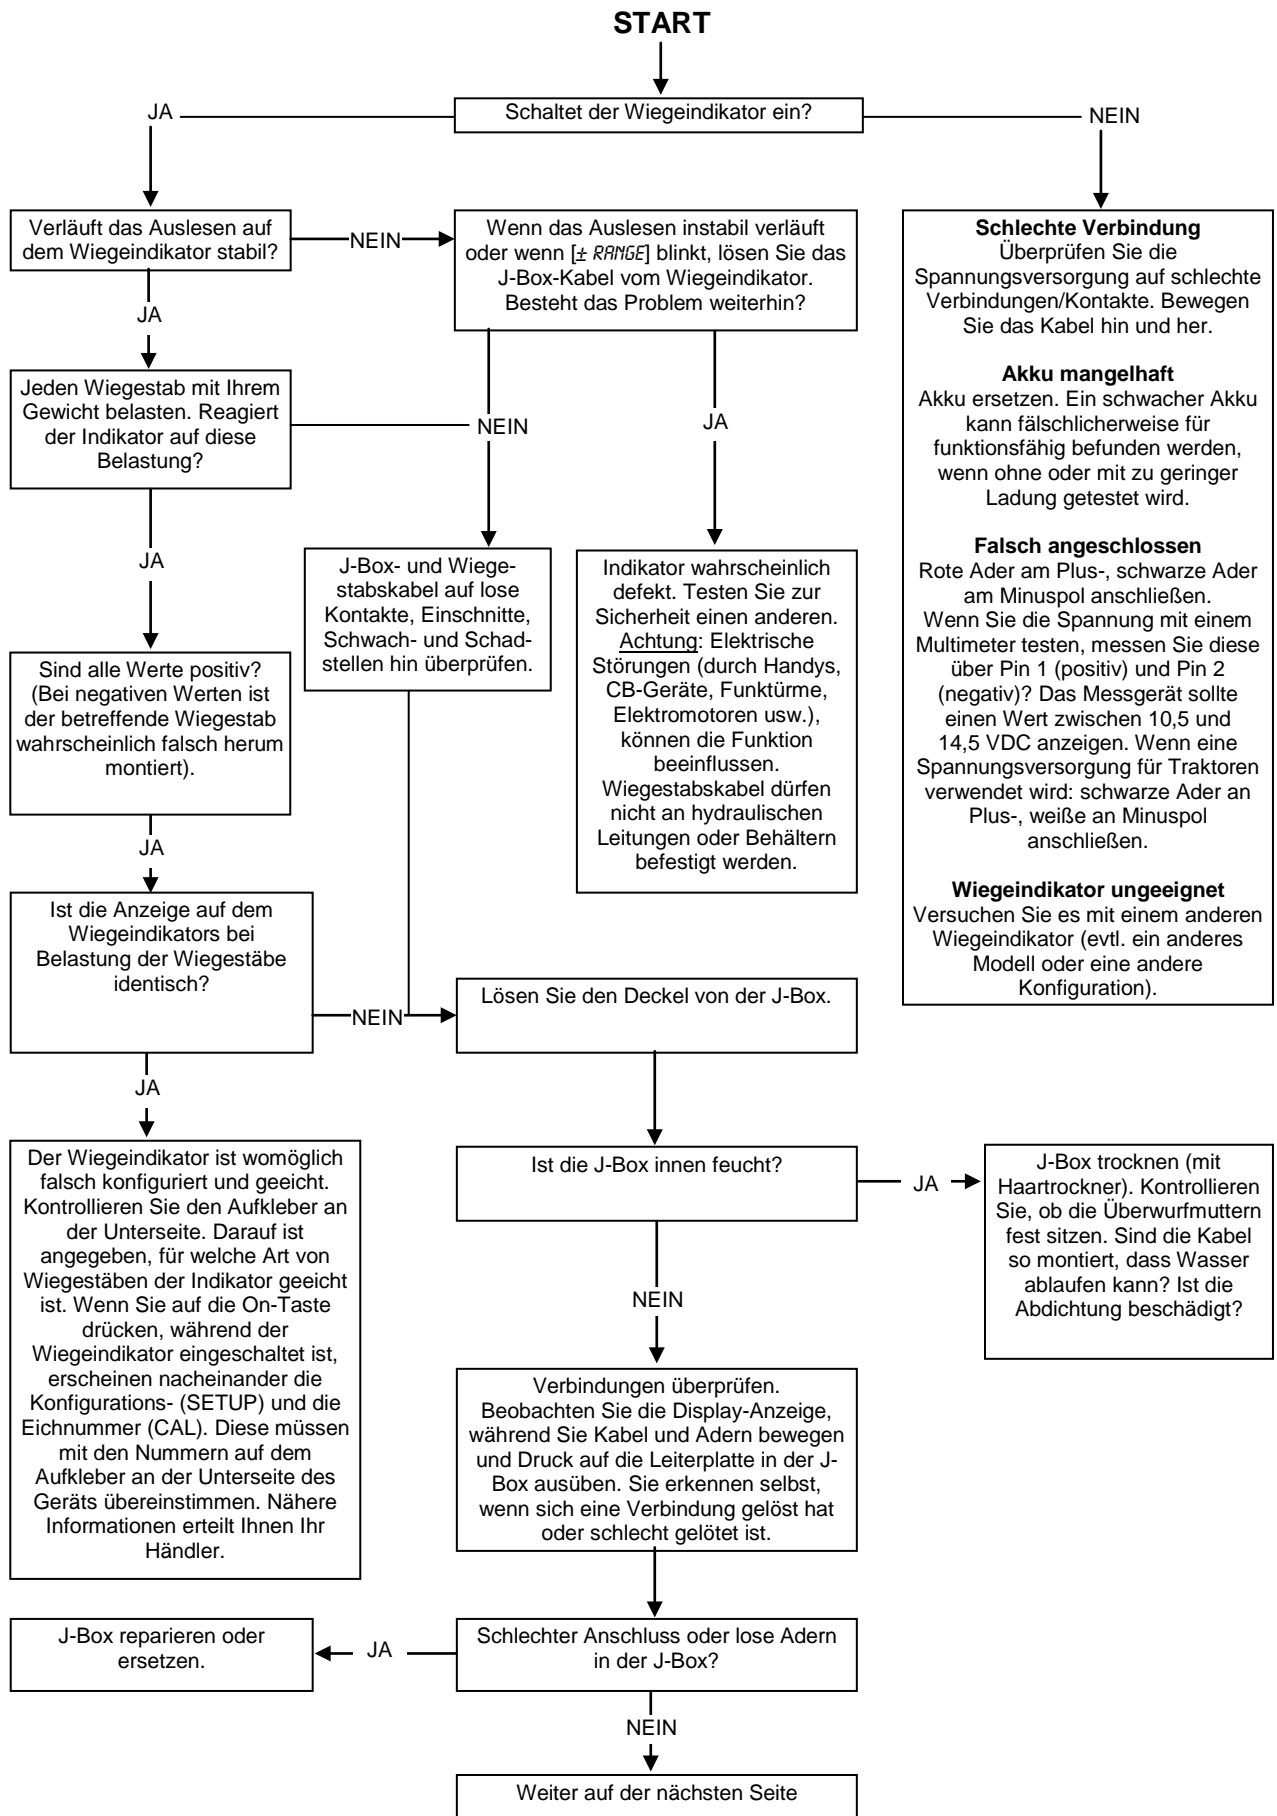 START
Schaltet der Wiegeindikator ein?
JA
NEIN
Verläuft das Auslesen auf
dem Wiegeindikator stabil?
NEIN
Wenn das Auslesen instabil verläuft
oder wenn [± RANGE] blinkt, lösen Sie das
J-Box-Kabel vom Wiegeindikator.
Besteht das Problem weiterhin?
Schlechte Verbindung
Überprüfen Sie die
Spannungsversorgung auf schlechte
Verbindungen/Kontakte. Bewegen
Sie das Kabel hin und her.
Akku mangelhaft
Akku ersetzen. Ein schwacher Akku
kann fälschlicherweise für
funktionsfähig befunden werden,
wenn ohne oder mit zu geringer
Ladung getestet wird.
Falsch angeschlossen
Rote Ader am Plus-, schwarze Ader
am Minuspol anschließen.
Wenn Sie die Spannung mit einem
Multimeter testen, messen Sie diese
über Pin 1 (positiv) und Pin 2
(negativ)? Das Messgerät sollte
einen Wert zwischen 10,5 und
14,5 VDC anzeigen. Wenn eine
Spannungsversorgung für Traktoren
verwendet wird: schwarze Ader an
Plus-, weiße an Minuspol
anschließen.
Wiegeindikator ungeeignet
Versuchen Sie es mit einem anderen
Wiegeindikator (evtl. ein anderes
Modell oder eine andere
Konfiguration).
JA
Jeden Wiegestab mit Ihrem
Gewicht belasten. Reagiert
der Indikator auf diese
Belastung?
NEIN
JA
JA
J-Box- und Wiege-
stabskabel auf lose
Kontakte, Einschnitte,
Schwach- und Schad-
stellen hin überprüfen.
Indikator wahrscheinlich
defekt. Testen Sie zur
Sicherheit einen anderen.
Achtung: Elektrische
Störungen (durch Handys,
CB-Geräte, Funktürme,
Elektromotoren usw.),
können die Funktion
beeinflussen.
Wiegestabskabel dürfen
nicht an hydraulischen
Leitungen oder Behältern
befestigt werden.
Sind alle Werte positiv?
(Bei negativen Werten ist
der betreffende Wiegestab
wahrscheinlich falsch herum
montiert).
JA
Ist die Anzeige auf dem
Wiegeindikators bei
Belastung der Wiegestäbe
identisch?
NEIN
Lösen Sie den Deckel von der J-Box.
JA
Der Wiegeindikator ist womöglich
falsch konfiguriert und geeicht.
Kontrollieren Sie den Aufkleber an
der Unterseite. Darauf ist
angegeben, für welche Art von
Wiegestäben der Indikator geeicht
ist. Wenn Sie auf die On-Taste
drücken, während der
Wiegeindikator eingeschaltet ist,
erscheinen nacheinander die
Konfigurations- (SETUP) und die
Eichnummer (CAL). Diese müssen
mit den Nummern auf dem
Aufkleber an der Unterseite des
Geräts übereinstimmen. Nähere
Informationen erteilt Ihnen Ihr
Händler.
Ist die J-Box innen feucht?
JA
J-Box trocknen (mit
Haartrockner). Kontrollieren
Sie, ob die Überwurfmuttern
fest sitzen. Sind die Kabel
so montiert, dass Wasser
ablaufen kann? Ist die
Abdichtung beschädigt?
NEIN
Verbindungen überprüfen.
Beobachten Sie die Display-Anzeige,
während Sie Kabel und Adern bewegen
und Druck auf die Leiterplatte in der J-
Box ausüben. Sie erkennen selbst,
wenn sich eine Verbindung gelöst hat
oder schlecht gelötet ist.
Schlechter Anschluss oder lose Adern
in der J-Box?
JA
J-Box reparieren oder
ersetzen.
NEIN
Weiter auf der nächsten Seite